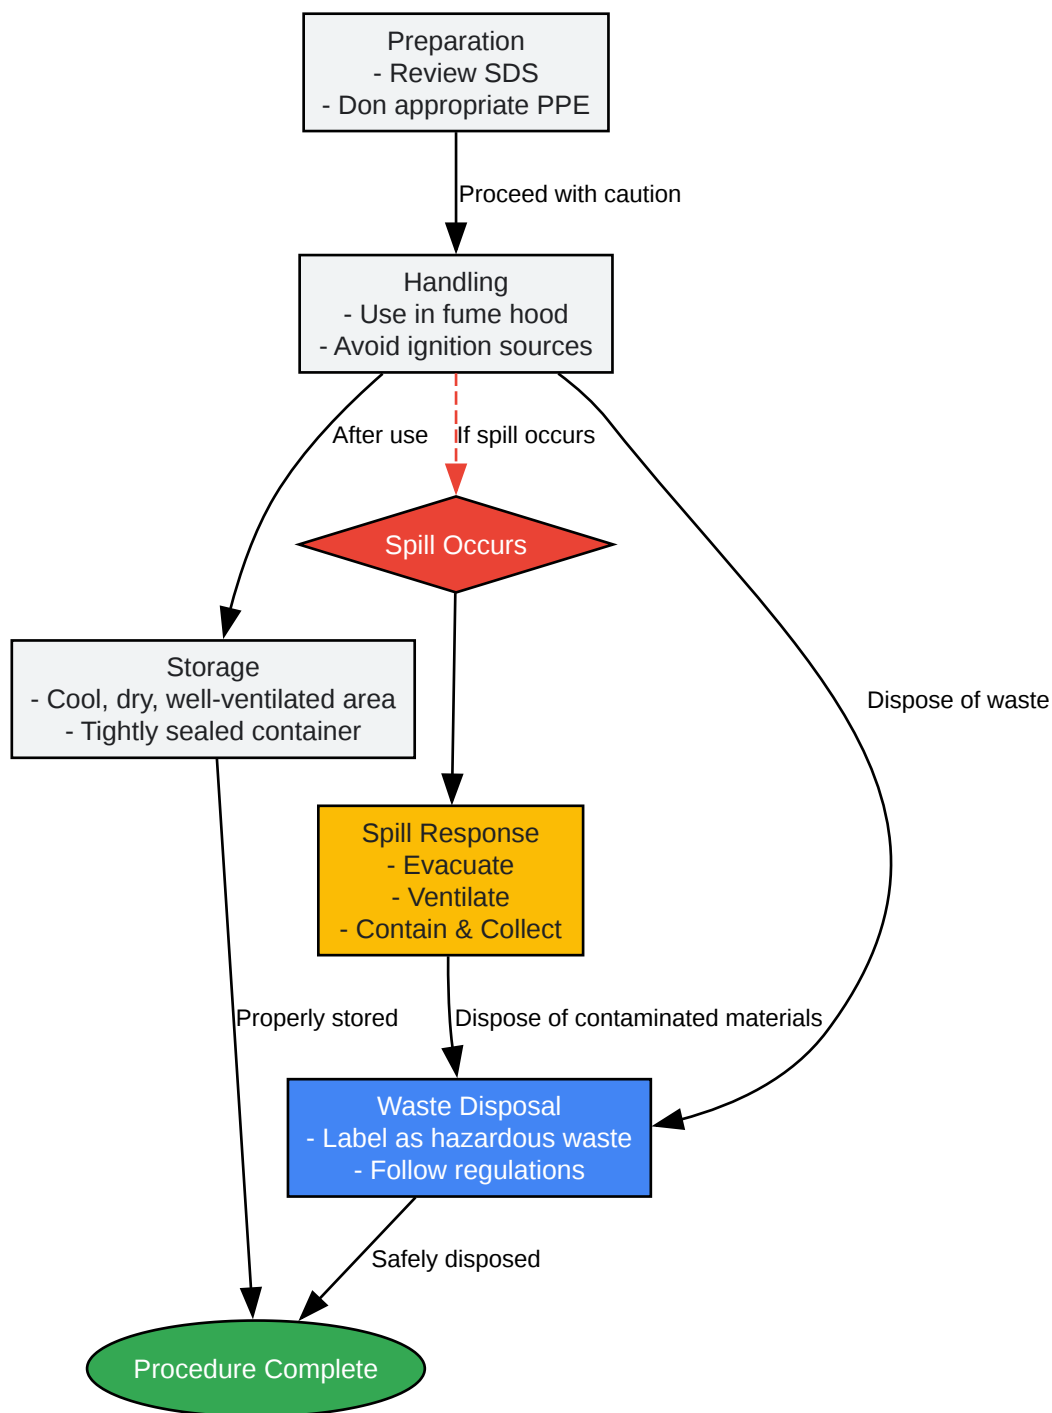 Preparation
- Review SDS
- Don appropriate PPE
Proceed with caution
Handling
- Use in fume hood
- Avoid ignition sources
After use
If spill occurs
Spill Occurs
Storage
- Cool, dry, well-ventilated area
- Tightly sealed container
Dispose of waste
Spill Response
- Evacuate
- Ventilate
- Contain & Collect
Properly stored
Dispose of contaminated materials
Waste Disposal
- Label as hazardous waste
- Follow regulations
Safely disposed
Procedure Complete